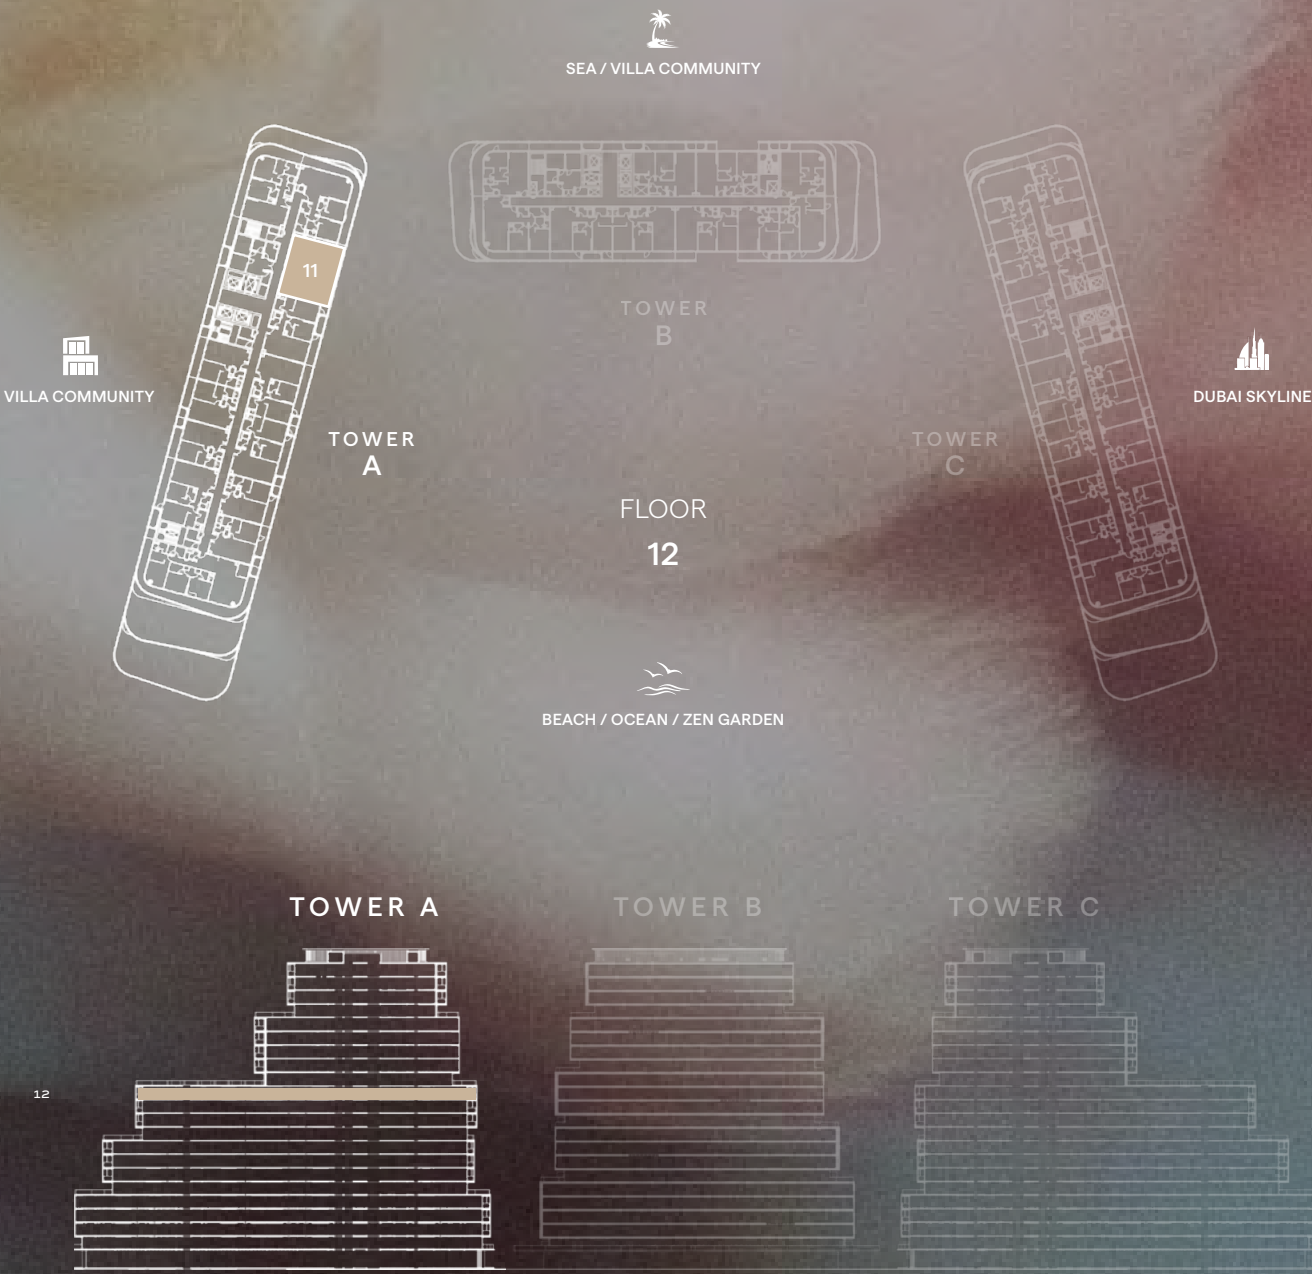 SEA / VILLA COMMUNITY
11
TOWER
B
VILLA COMMUNITY
DUBAI SKYLINE
TOWER
A
TOWER
C
FLOOR
12
BEACH / OCEAN / ZEN GARDEN
TOWER A
TOWER B
TOWER C
12